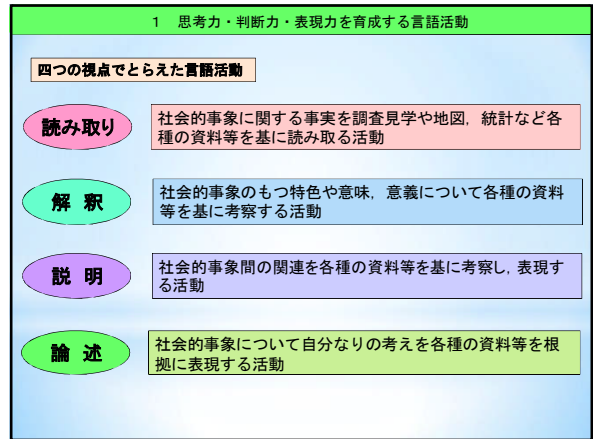 1 思考力・判断力・表現力を育成する言語活動
四つの視点でとらえた言語活動
読み取り
社会的事象に関する事実を調査見学や地図，統計など各
種の資料等を基に読み取る活動
解 釈
社会的事象のもつ特色や意味，意義について各種の資料
等を基に考察する活動
説 明
社会的事象間の関連を各種の資料等を基に考察し，表現す
る活動
論 述
社会的事象について自分なりの考えを各種の資料等を根
拠に表現する活動